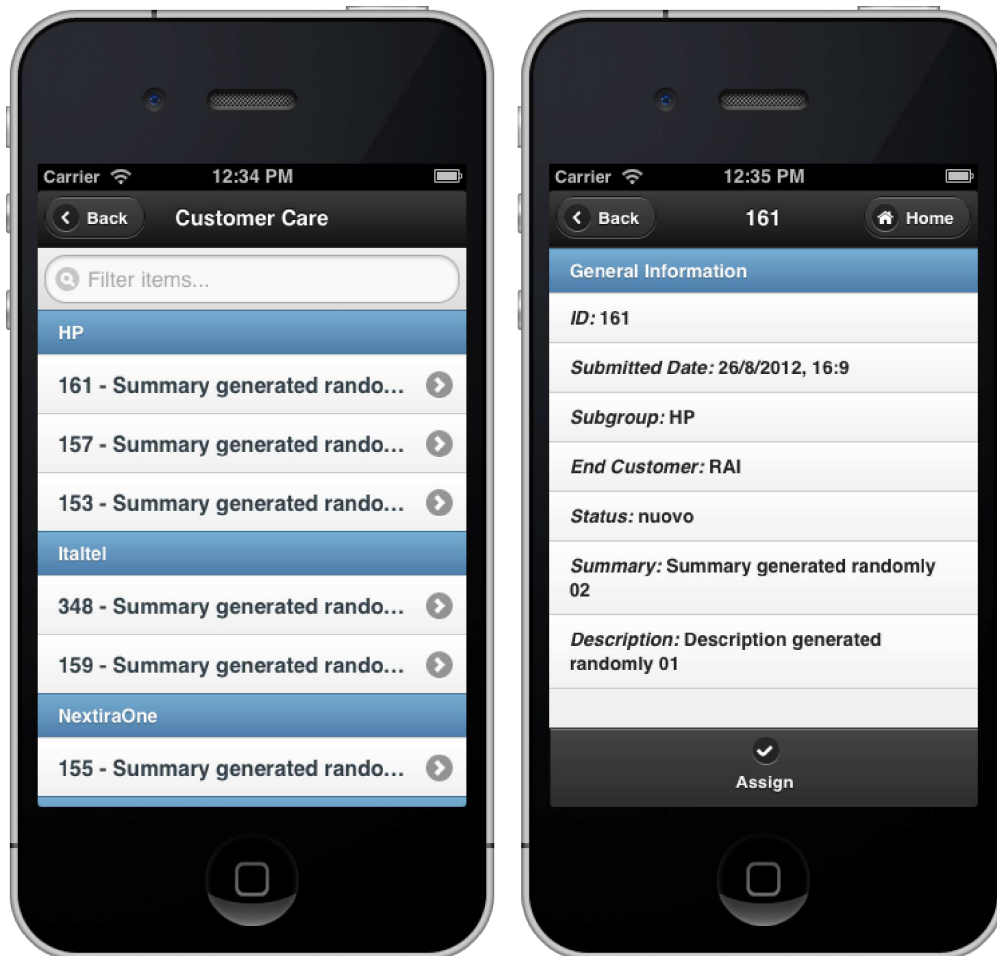 Carrier 12:34 PM
Back Customer Care
Filter items...
HP
161 - Summary generated rando...
157 - Summary generated rando...
153 - Summary generated rando...
Italtel
348 - Summary generated rando...
159 - Summary generated rando...
NextiraOne
155 - Summary generated rando...
Carrier 12:35 PM
Back 161 Home
General Information
ID: 161
Submitted Date: 26/8/2012, 16:9
Subgroup: HP
End Customer: RAI
Status: nuovo
Summary: Summary generated randomly
02
Description: Description generated
randomly 01
Assign